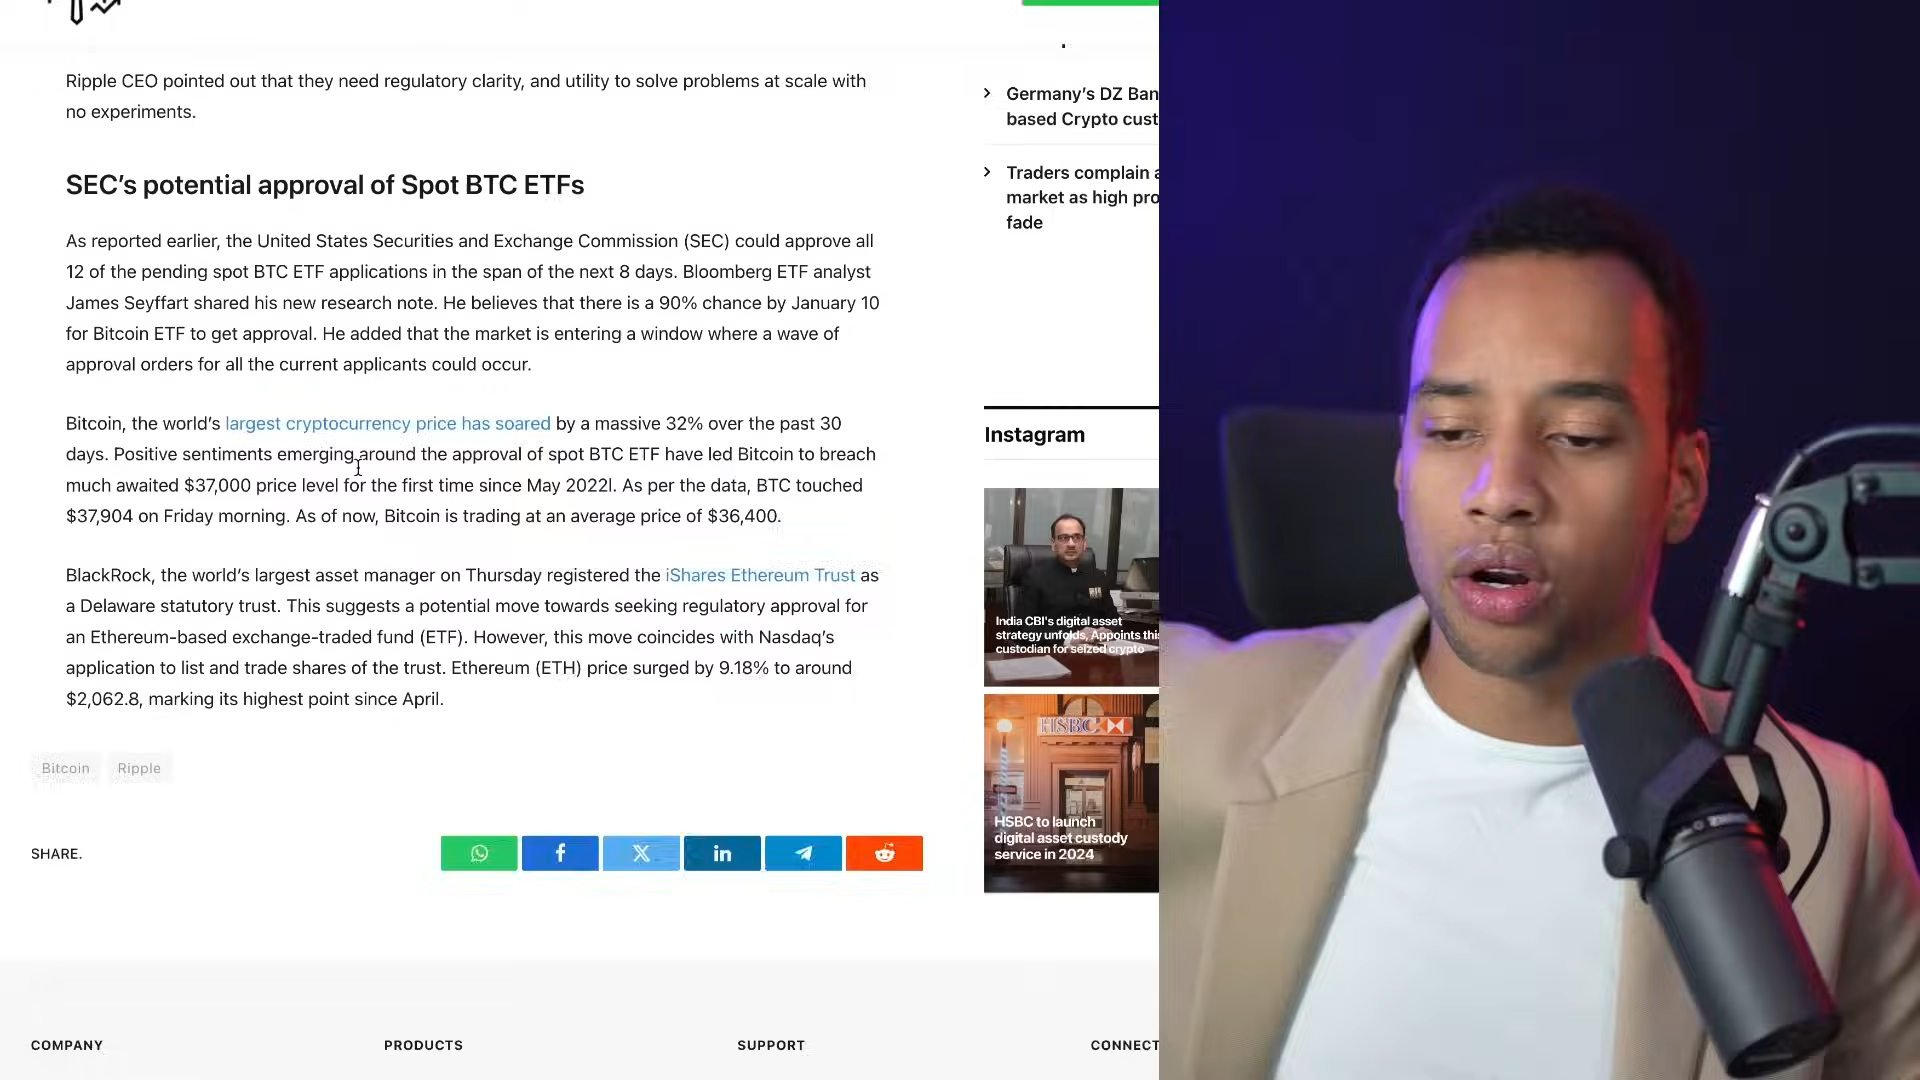 Ripple CEO pointed out that they need regulatory clarity, and utility to solve problems at scale with
no experiments.
SEC’s potential approval of Spot BTC ETFs
As reported earlier, the United States Securities and Exchange Commission (SEC) could approve all
12 of the pending spot BTC ETF applications in the span of the next 8 days. Bloomberg ETF analyst
James Seyffart shared his new research note. He believes that there is a 90% chance by January 10
for Bitcoin ETF to get approval. He added that the market is entering a window where a wave of
approval orders for all the current applicants could occur.
Bitcoin, the world’s largest cryptocurrency price has soared by a massive 32% over the past 30
days. Positive sentiments emerging around the approval of spot BTC ETF have led Bitcoin to breach
much awaited $37,000 price level for the first time since May 2022l. As per the data, BTC touched
$37,904 on Friday morning. As of now, Bitcoin is trading at an average price of $36,400.
BlackRock, the world’s largest asset manager on Thursday registered the iShares Ethereum Trust as
a Delaware statutory trust. This suggests a potential move towards seeking regulatory approval for
an Ethereum-based exchange-traded fund (ETF). However, this move coincides with Nasdaq’s
application to list and trade shares of the trust. Ethereum (ETH) price surged by 9.18% to around
$2,062.8, marking its highest point since April.
Bitcoin Ripple
SHARE.
Germany’s DZ Ban
based Crypto cust
Traders complain a
market as high pro
fade
Instagram
India CBI's digital asset
strategy unfolds, Appoints this
custodian for seized crypto
HSBC
HSBC to launch
digital asset custody
service in 2024
COMPANY PRODUCTS SUPPORT CONNECT